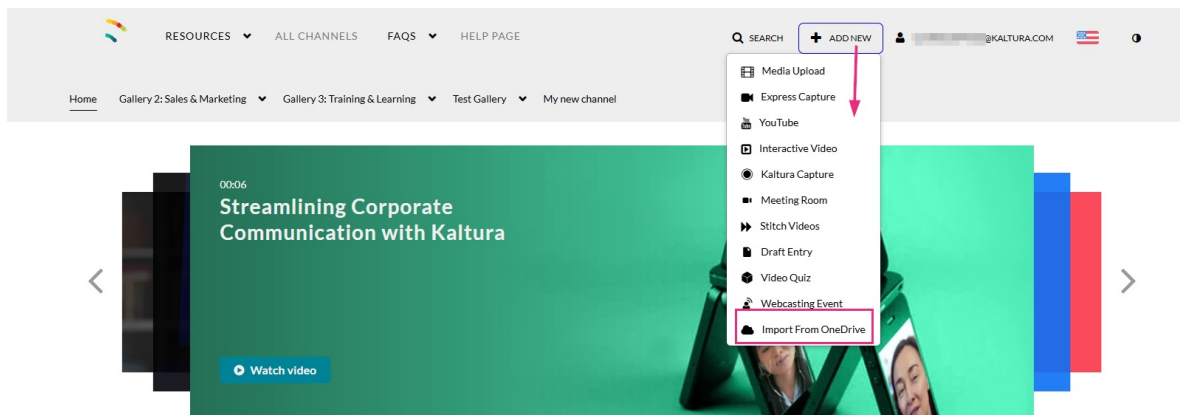 RESOURCES ALL CHANNELS FAQS HELP PAGE SEARCH ADD NEW @KALTURA.COM
Home Gallery 2: Sales & Marketing Gallery 3: Training & Learning Test Gallery My new channel
Media Upload
Express Capture
YouTube
Interactive Video
Kaltura Capture
Meeting Room
Stitch Videos
Draft Entry
Video Quiz
Webcasting Event
Import From OneDrive
00:06
Streamlining Corporate
Communication with Kaltura
Watch video